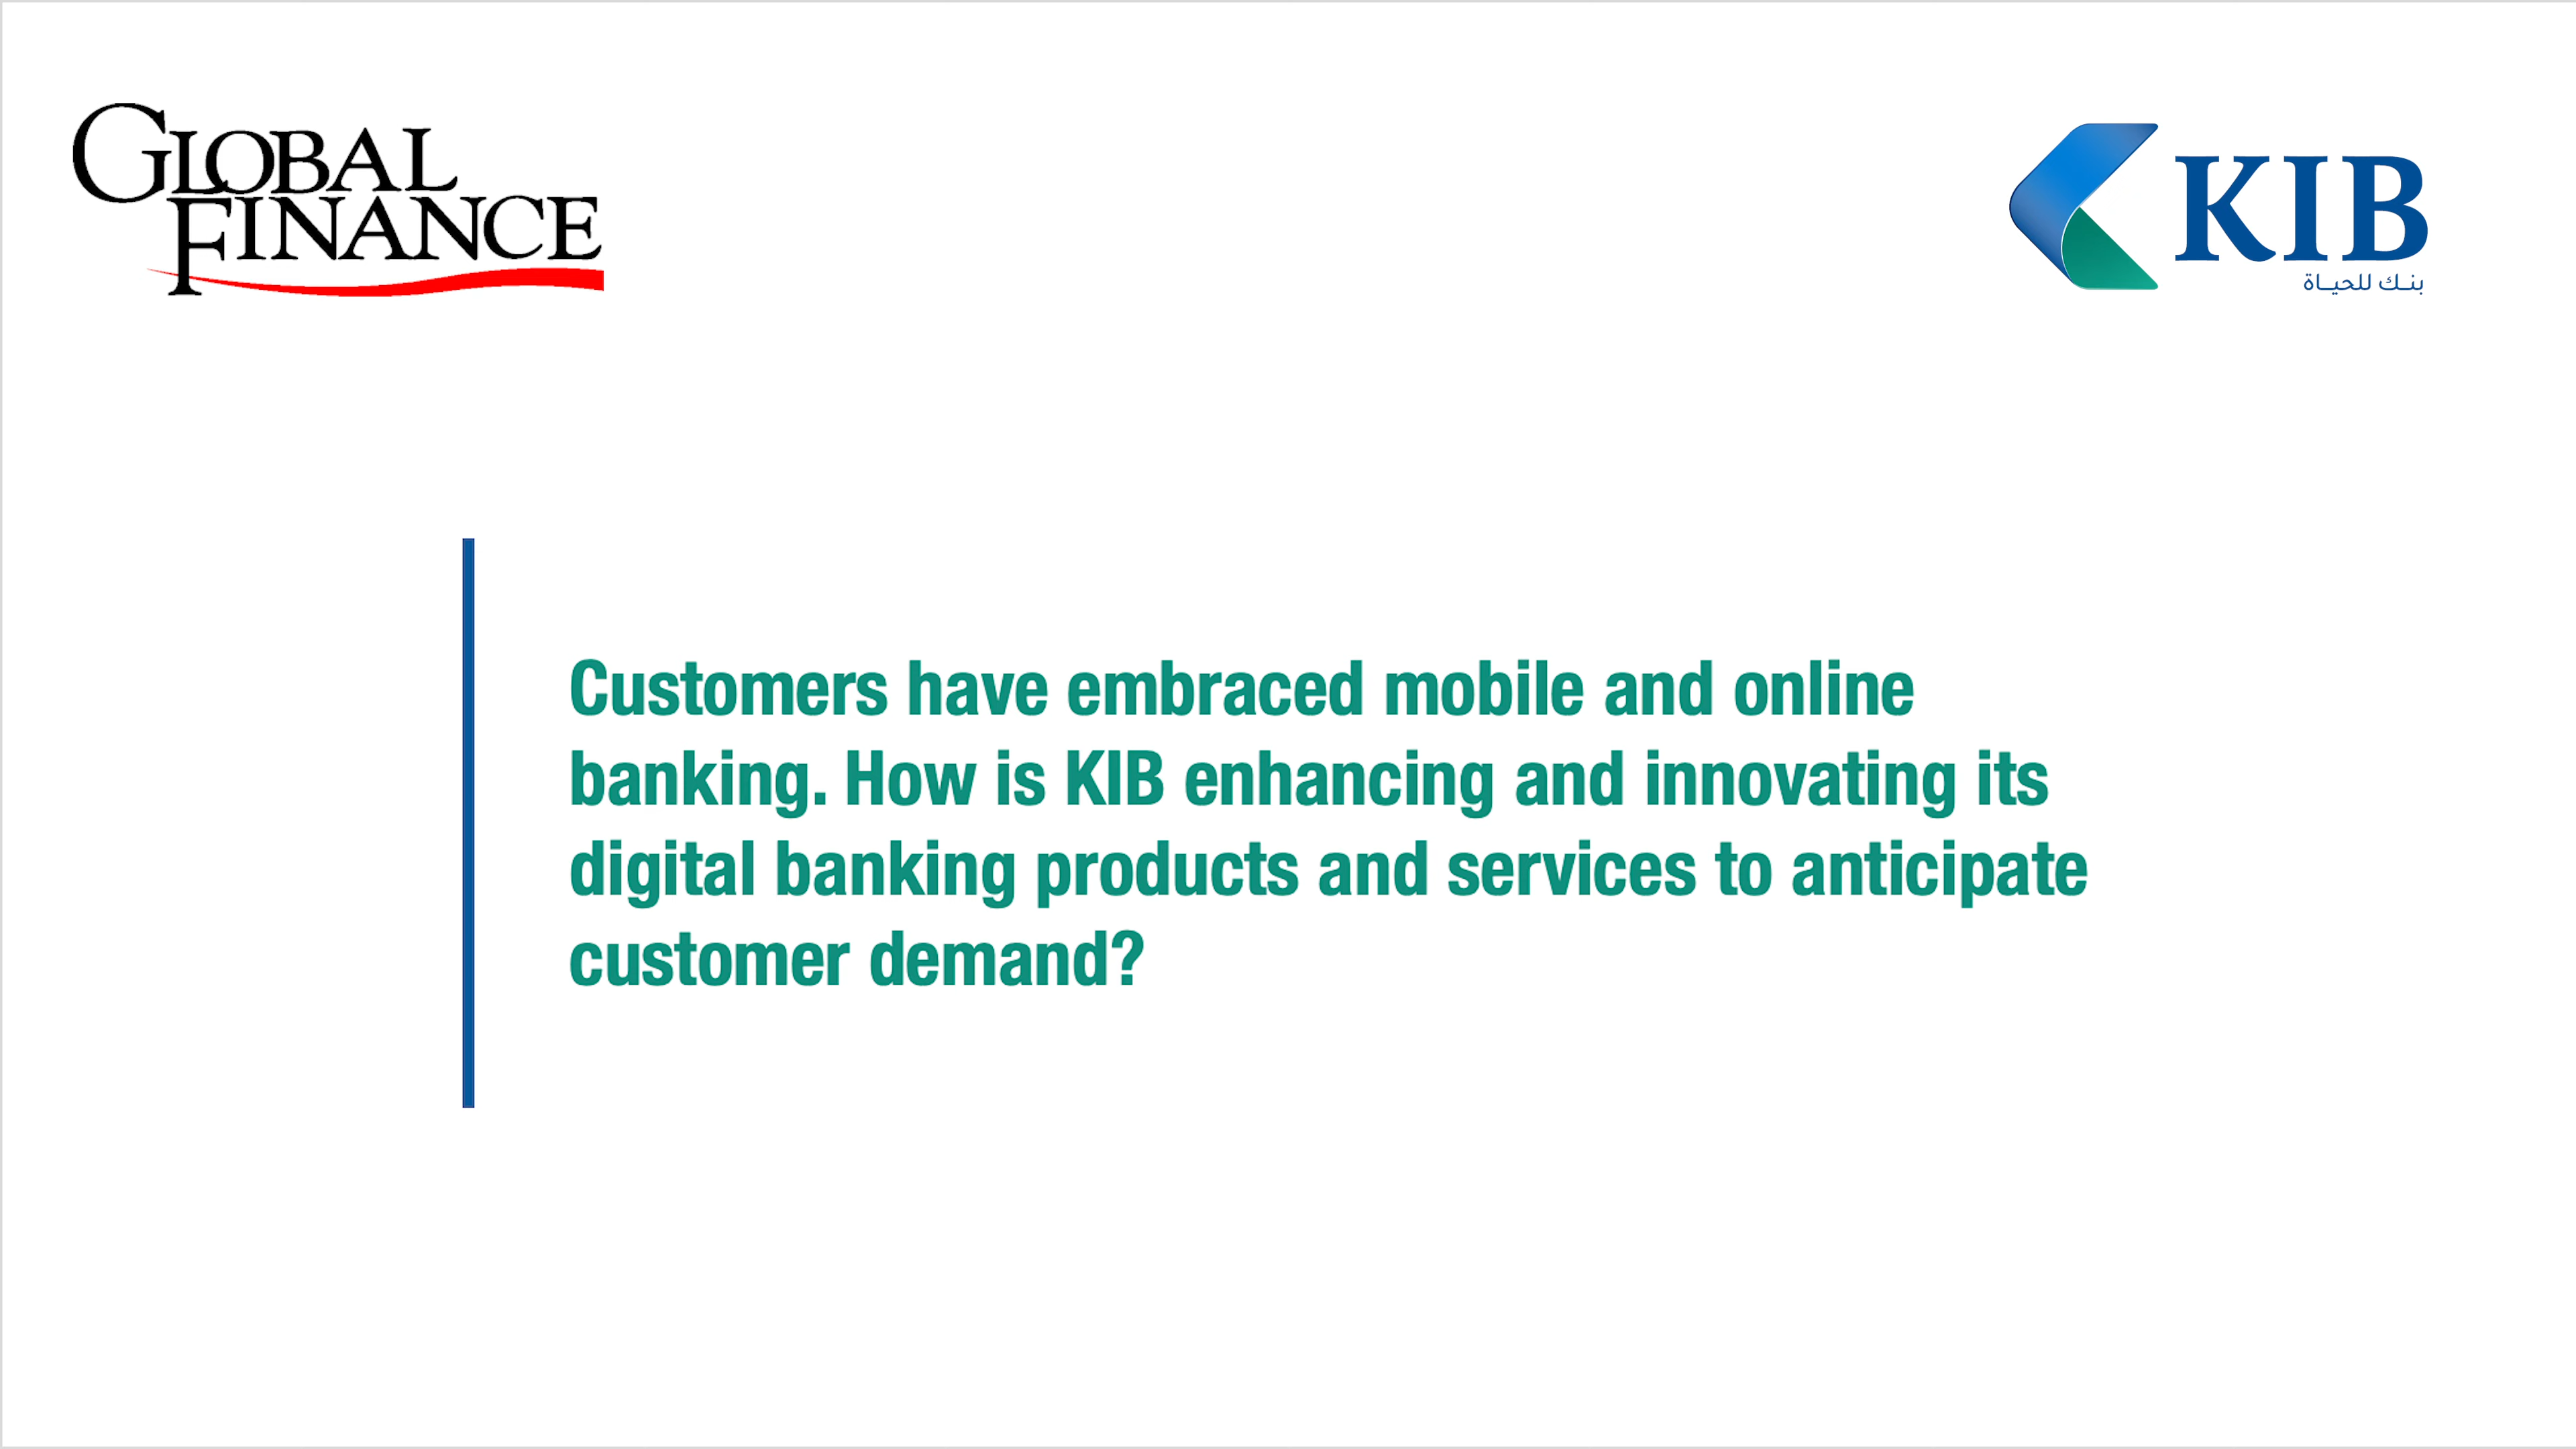 GLOBAL
FINANCE
KIB
بنك للحياة
Customers have embraced mobile and online
banking. How is KIB enhancing and innovating its
digital banking products and services to anticipate
customer demand?